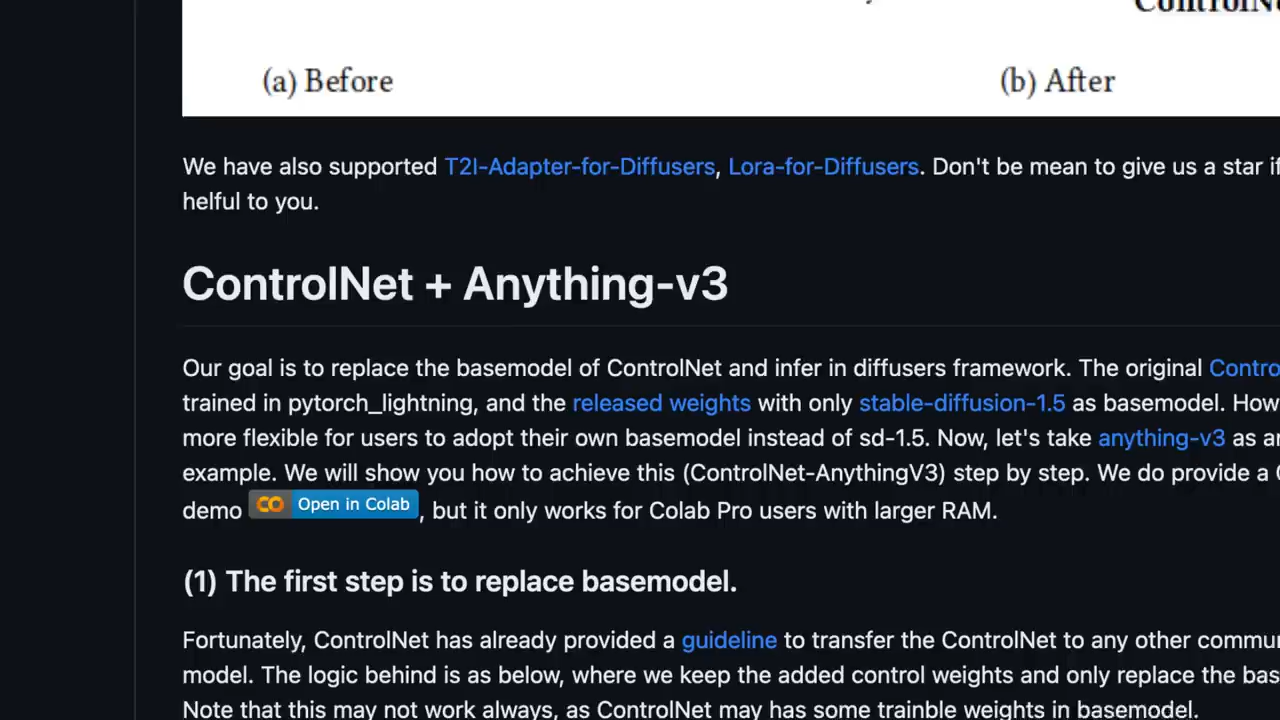 (a) Before
(b) After
We have also supported T2I-Adapter-for-Diffusers, Lora-for-Diffusers. Don't be mean to give us a star
helful to you.
ControlNet + Anything-v3
Our goal is to replace the basemodel of ControlNet and infer in diffusers framework. The original
trained in pytorch_lightning, and the released weights with only stable-diffusion-1.5 as basemodel.
more flexible for users to adopt their own basemodel instead of sd-1.5. Now, let's take anything-v3 as
example. We will show you how to achieve this (ControlNet-AnythingV3) step by step. We do provide a
demo Open in Colab, but it only works for Colab Pro users with larger RAM.
(1) The first step is to replace basemodel.
Fortunately, ControlNet has already provided a guideline to transfer the ControlNet to any other
model. The logic behind is as below, where we keep the added control weights and only replace the
Note that this may not work always, as ControlNet may has some trainble weights in basemodel.